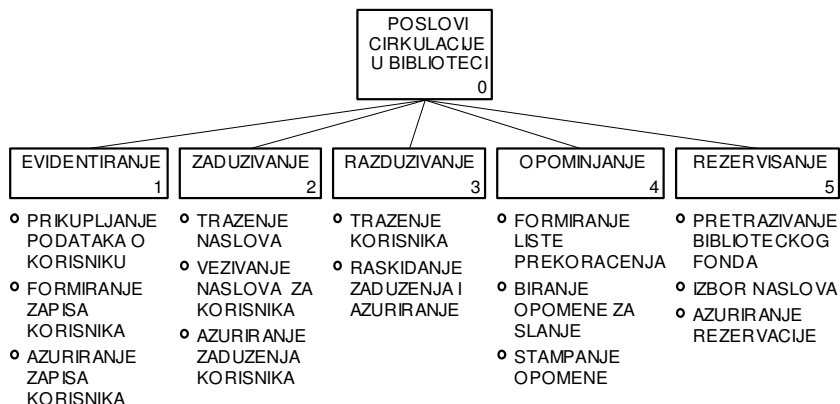 POSLOVI
CIRKULACIJE
U BIBLIOTECI
0
EVIDENTIRANJE
1
PRIKUPLJANJE
PODATAKA O
KORISNIKU
FORMIRANJE
ZAPISA
KORISNIKA
AZURIRANJE
ZAPISA
KORISNIKA
ZADUZIVANJE
2
TRAZENJE
NASLOVA
VEZIVANJE
NASLOVA ZA
KORISNIKA
AZURIRANJE
ZADUZENJA
KORISNIKA
RAZDUZIVANJE
3
TRAZENJE
KORISNIKA
RASKIDANJE
ZADUZENJA I
AZURIRANJE
OPOMINJANJE
4
FORMIRANJE
LISTE
PREKORACENJA
BIRANJE
OPOMENE ZA
SLANJE
STAMPANJE
OPOMENE
REZERVISANJE
5
PRETRAZIVANJE
BIBLIOTECKOG
FONDA
IZBOR NASLOVA
AZURIRANJE
REZERVACIJE